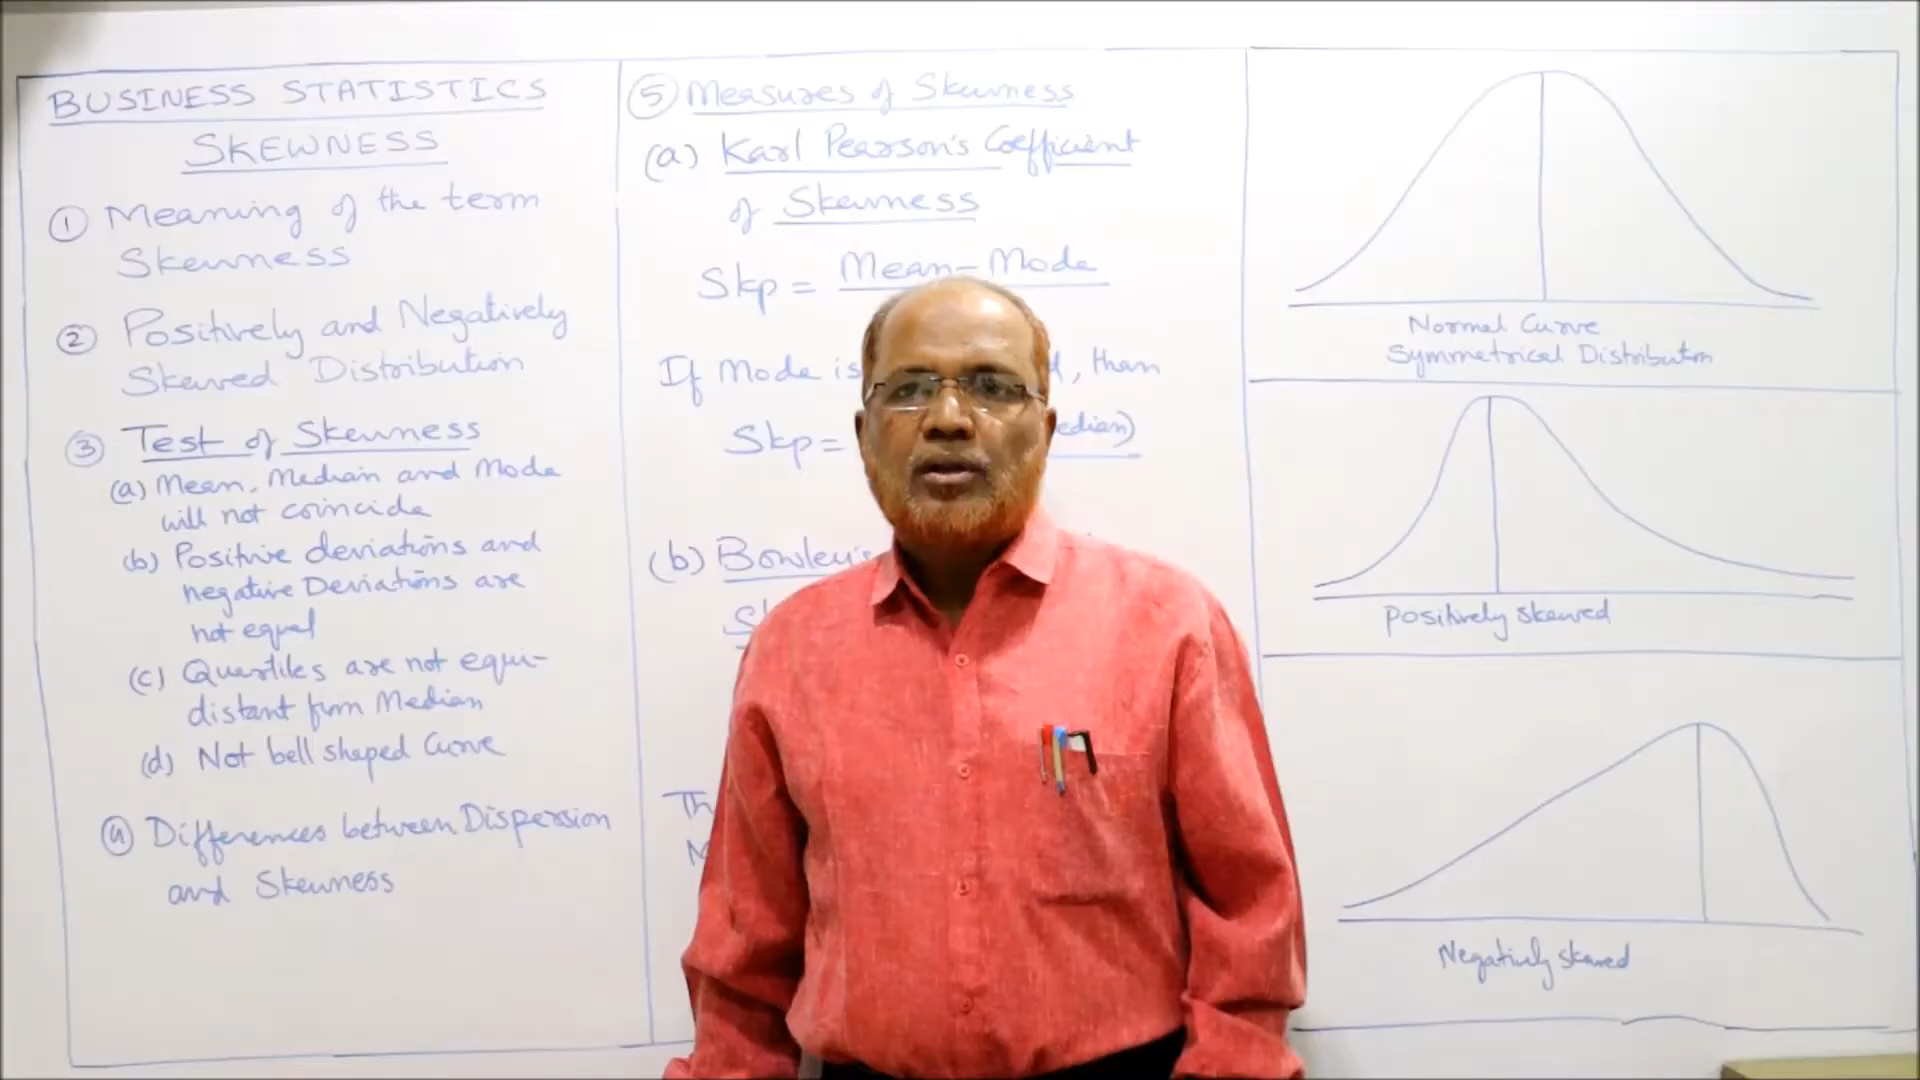 BUSINESS STATISTICS
SKEWNESS
① Meaning of the term
Skewness
② Positively and Negatively
Skewed Distribution
③ Test of Skewness
(a) Mean, Median and Mode
will not coincide
(b) Positive deviations and
negative Deviations are
not equal
(c) Quartiles are not equi-
distant from Median
(d) Not bell shaped Curve
④ Differences between Dispersion
and Skewness
⑤ Measures of Skewness
(a) Karl Pearson's Coefficient
of Skewness
Skp = Mean - Mode
If Mode is , than
Skp = edian)
(b) Bowley's
Normal Curve
Symmetrical Distribution
Positively skewed
Negatively skewed